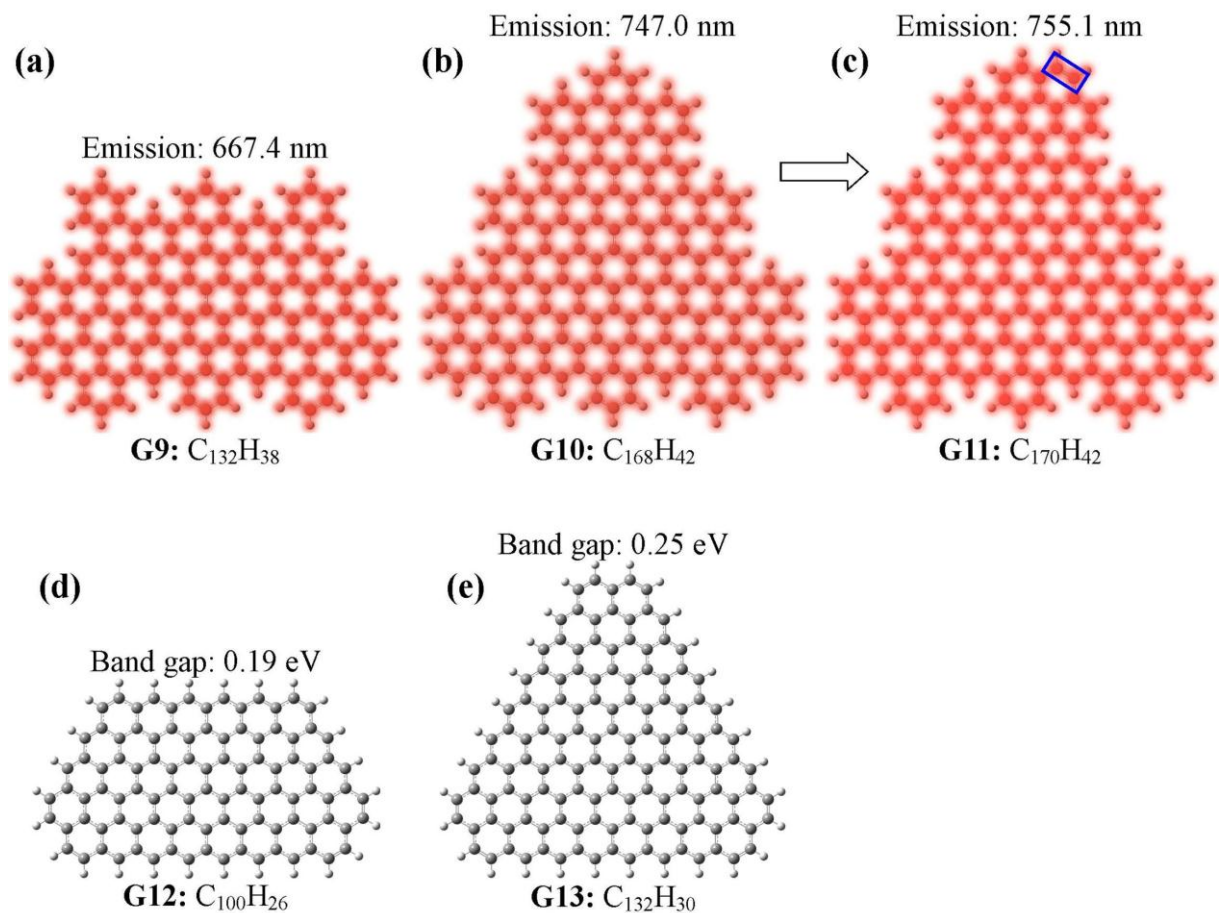 (a)
Emission: 667.4 nm
G9: C₁₃₂H₃₈
(b)
Emission: 747.0 nm
G10: C₁₆₈H₄₂
(c)
Emission: 755.1 nm
G11: C₁₇₀H₄₂
(d)
Band gap: 0.19 eV
G12: C₁₀₀H₂₆
(e)
Band gap: 0.25 eV
G13: C₁₃₂H₃₀